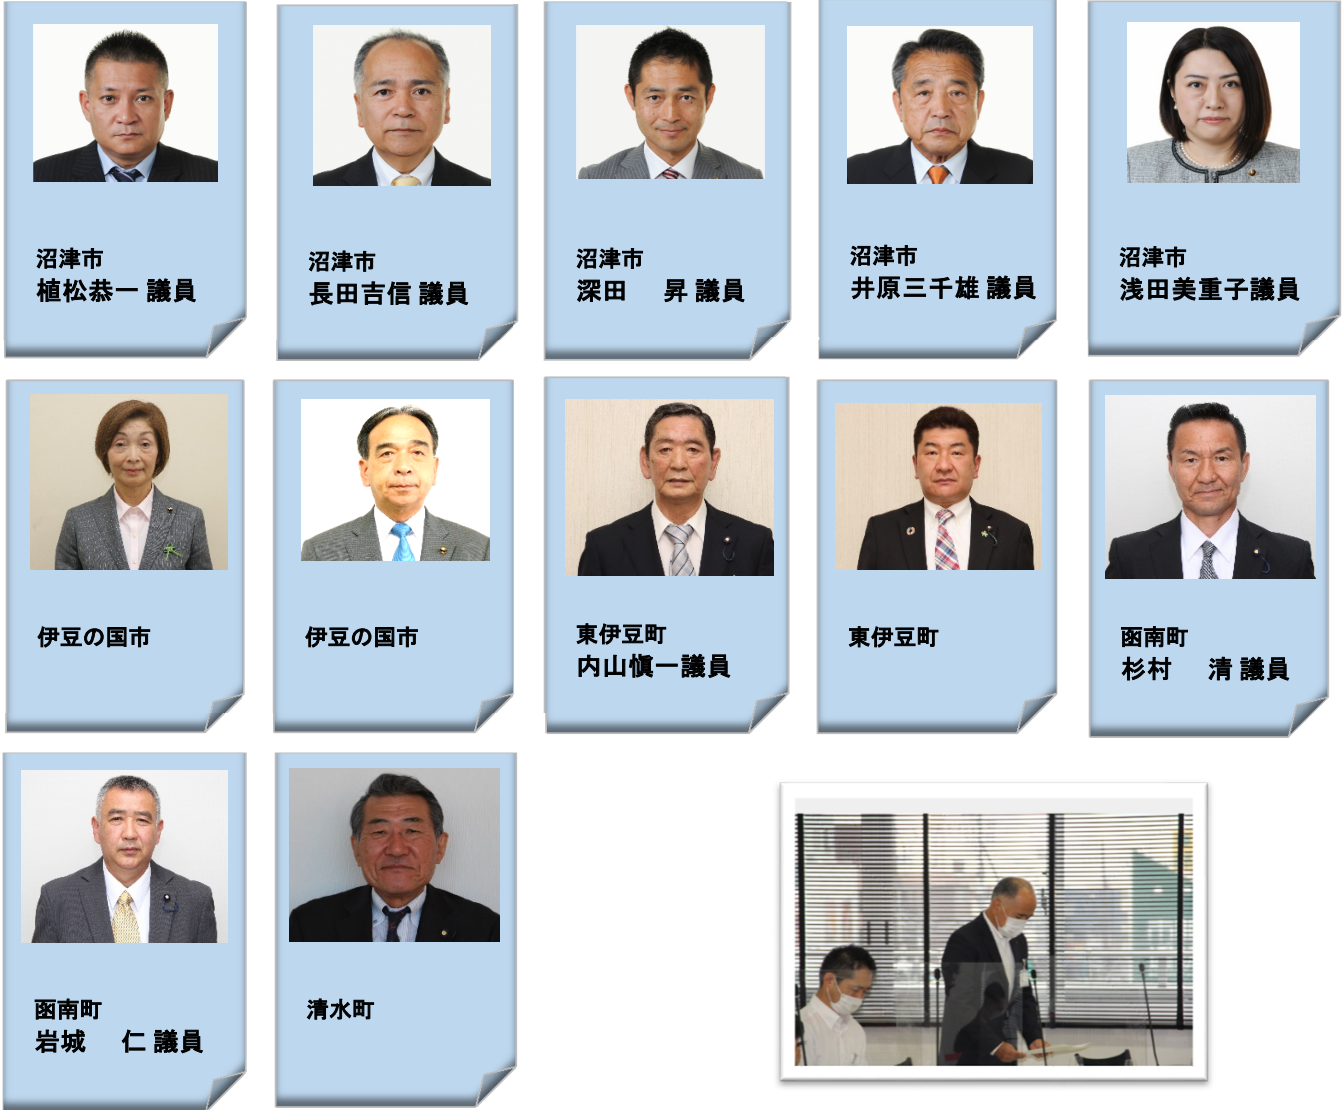 沼津市
植松恭一 議員
沼津市
長田吉信 議員
沼津市
深田　昇 議員
沼津市
井原三千雄 議員
沼津市
浅田美重子議員
伊豆の国市
伊豆の国市
東伊豆町
内山愼一議員
東伊豆町
函南町
杉村　清 議員
函南町
岩城　仁 議員
清水町